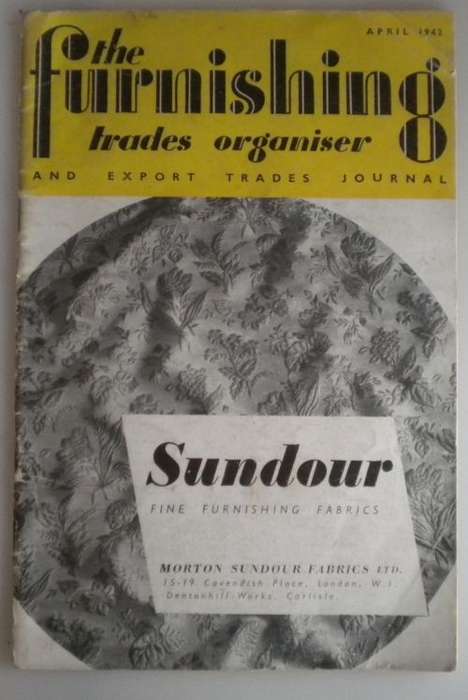 APRIL 1942
the
furnishing
trades organiser
AND EXPORT TRADES JOURNAL
Sundour
FINE FURNISHING FABRICS
MORTON SUNDOUR FABRICS LTD.
15-19 Cavendish Place, London, W.1.
Dentonhill Works, Carlisle.